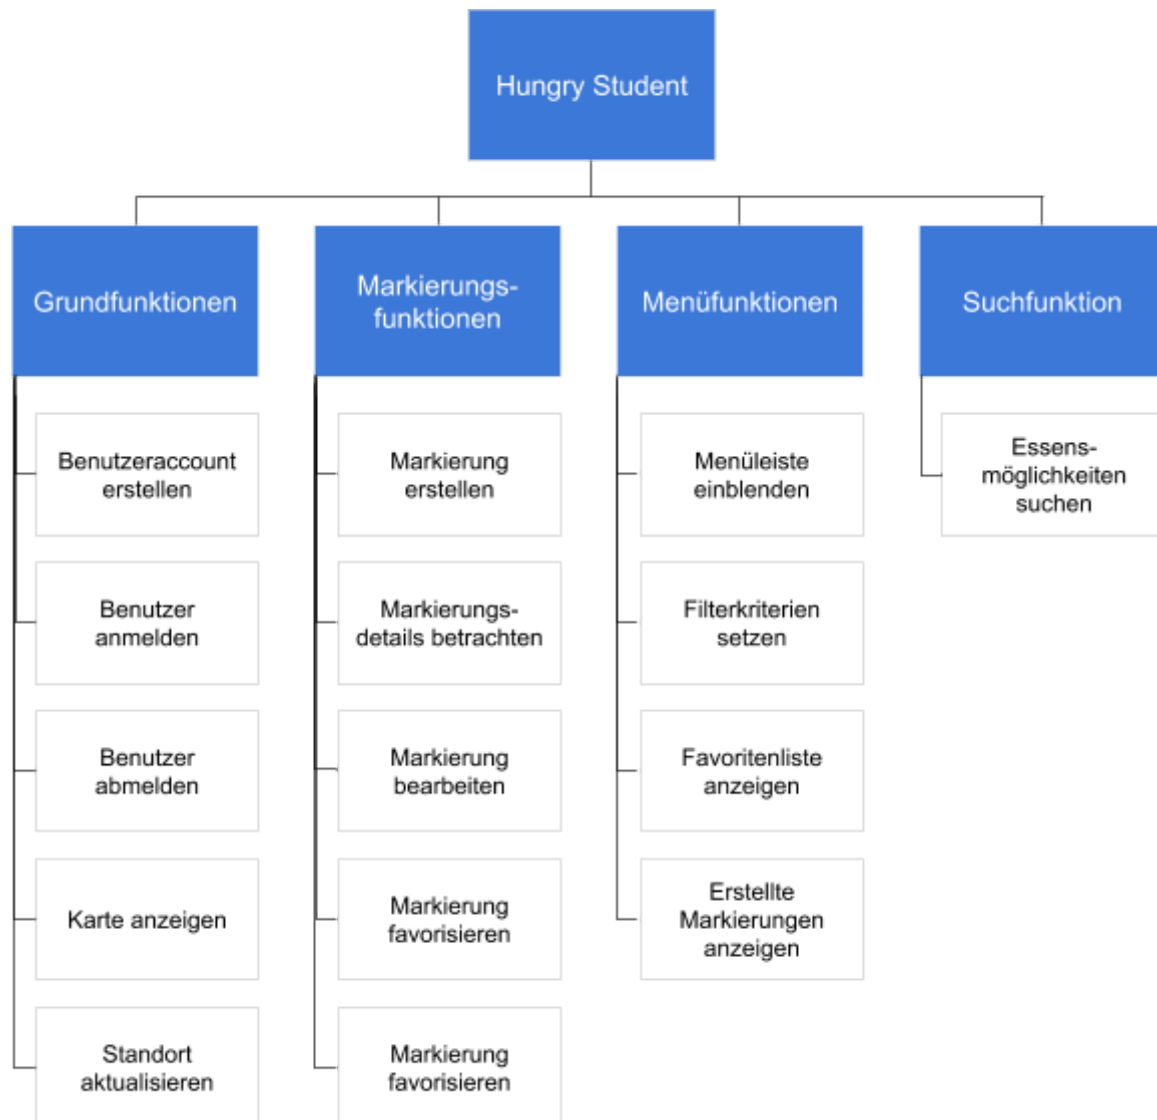 Hungry Student
Grundfunktionen
Markierungs-
funktionen
Menüfunktionen
Suchfunktion
Benutzeraccount
erstellen
Benutzer
anmelden
Benutzer
abmelden
Karte anzeigen
Standort
aktualisieren
Markierung
erstellen
Markierungs-
details betrachten
Markierung
bearbeiten
Markierung
favorisieren
Markierung
favorisieren
Menüleiste
einblenden
Filterkriterien
setzen
Favoritenliste
anzeigen
Erstellte
Markierungen
anzeigen
Essens-
möglichkeiten
suchen